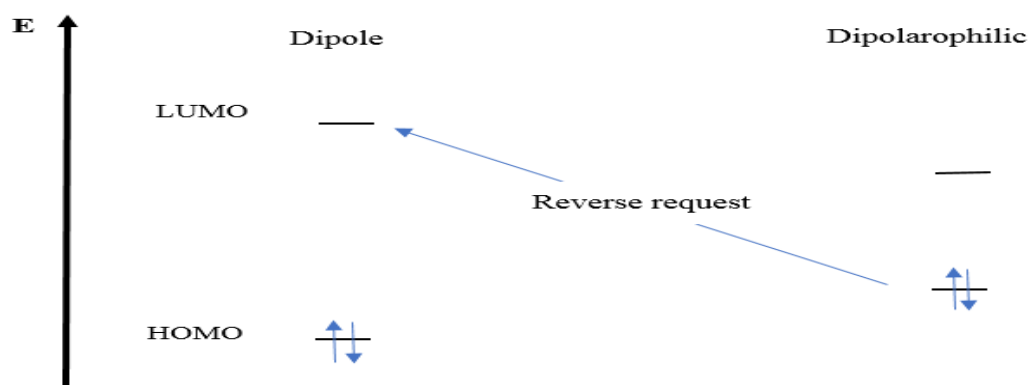 E
Dipole
Dipolarophilic
LUMO
Reverse request
HOMO